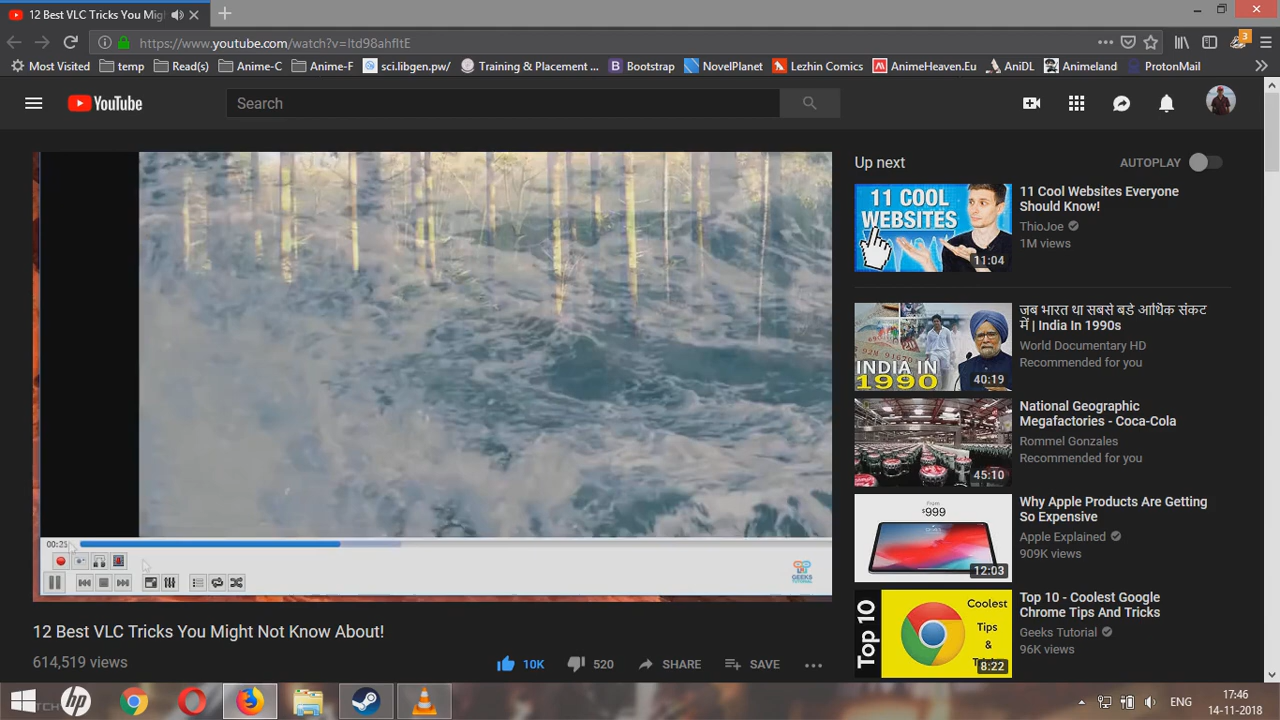 12 Best VLC Tricks You Mig
https://www.youtube.com/watch?v=Itd98ahfItE
3
Most Visited
temp
Read(s)
Anime-C
Anime-F
sci.libgen.pw/
Training & Placement ...
Bootstrap
NovelPlanet
Lezhin Comics
AnimeHeaven.Eu
AniDL
Animeland
ProtonMail
YouTube
Search
Up next
AUTOPLAY
11 COOL
WEBSITES
11:04
11 Cool Websites Everyone
Should Know!
ThioJoe
1M views
INDIA IN
1990
40:19
जब भारत था सबसे बडे आर्थिक संकट
में | India In 1990s
World Documentary HD
Recommended for you
45:10
National Geographic
Megafactories - Coca-Cola
Rommel Gonzales
Recommended for you
$999
12:03
Why Apple Products Are Getting
So Expensive
Apple Explained
909K views
Top 10
Coolest
Tips
&
8:22
Top 10 - Coolest Google
Chrome Tips And Tricks
Geeks Tutorial
96K views
00:25
GEEKS
TUTORIAL
12 Best VLC Tricks You Might Not Know About!
614,519 views
10K
520
SHARE
SAVE
hp
ENG
17:46
14-11-2018